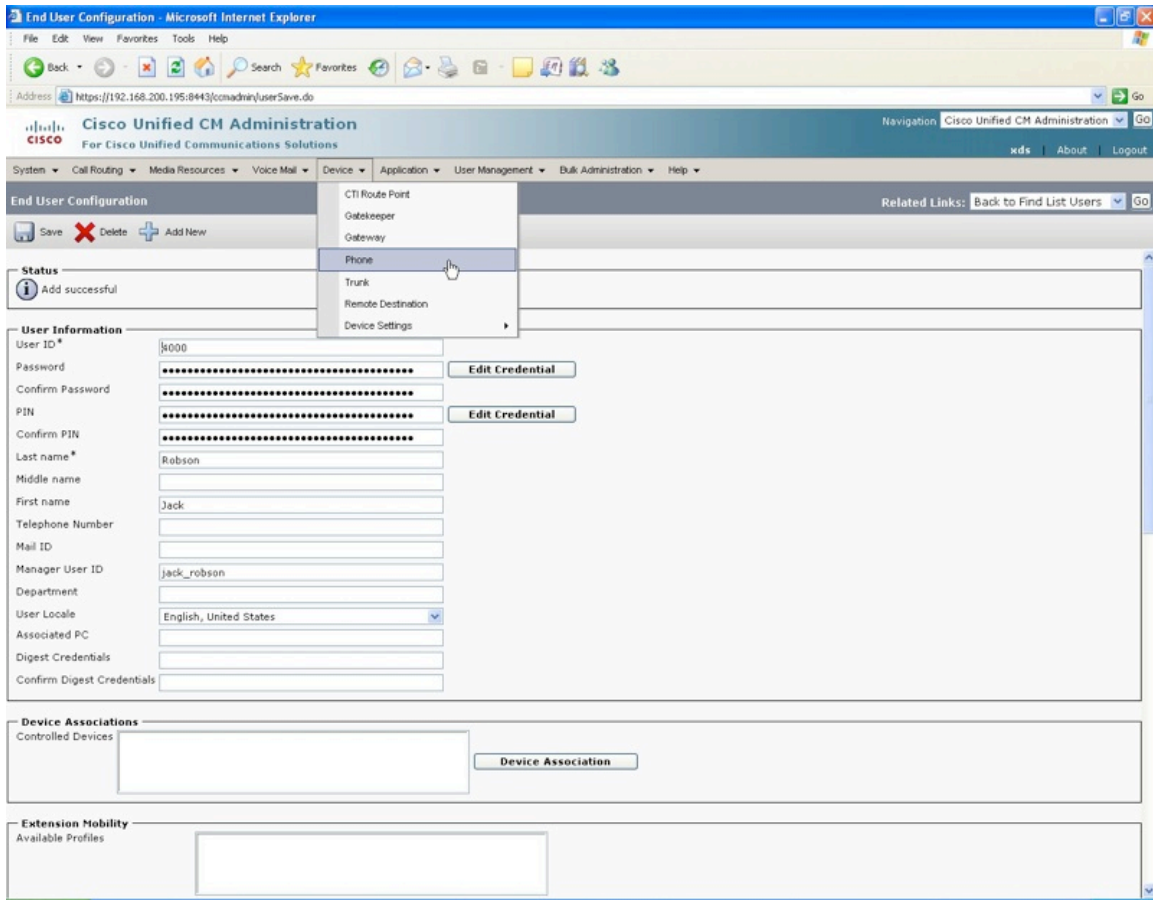 End User Configuration - Microsoft Internet Explorer
File Edit View Favorites Tools Help
Back Search Favorites
Address https://192.168.200.195:8443/ccmadmin/userSave.do Go
CISCO Cisco Unified CM Administration
For Cisco Unified Communications Solutions
Navigation Cisco Unified CM Administration Go
xds | About | Logout
System Call Routing Media Resources Voice Mail Device Application User Management Bulk Administration Help
CTI Route Point
Gatekeeper
Gateway
Phone
Trunk
Remote Destination
Device Settings
End User Configuration
Related Links: Back to Find List Users Go
Save Delete Add New
Status
Add successful
User Information
User ID* 4000
Password •••••••••••••••••••••••••••••••••••••••• Edit Credential
Confirm Password ••••••••••••••••••••••••••••••••••••••••
PIN •••••••••••••••••••••••••••••••••••••••• Edit Credential
Confirm PIN ••••••••••••••••••••••••••••••••••••••••
Last name* Robson
Middle name
First name Jack
Telephone Number
Mail ID
Manager User ID jack_robson
Department
User Locale English, United States
Associated PC
Digest Credentials
Confirm Digest Credentials
Device Associations
Controlled Devices Device Association
Extension Mobility
Available Profiles